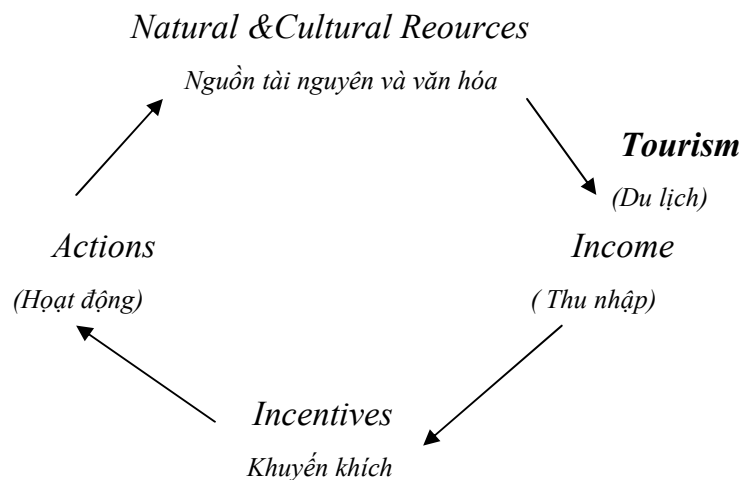 Natural &Cultural Reources
Nguồn tài nguyên và văn hóa
Tourism
(Du lịch)
Actions
Income
(Họat động)
( Thu nhập)
Incentives
Khuyến khích